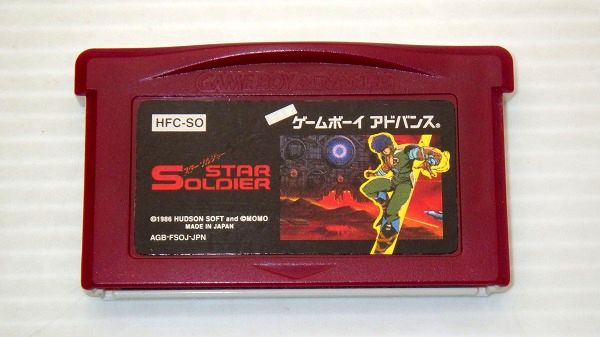 GAME BOY ADVANCE
HFC-SO
ゲームボーイ アドバンス®
スターソルジャー
STAR
SOLDIER
©1986 HUDSON SOFT and ©MOMO
MADE IN JAPAN
AGB-FSOJ-JPN